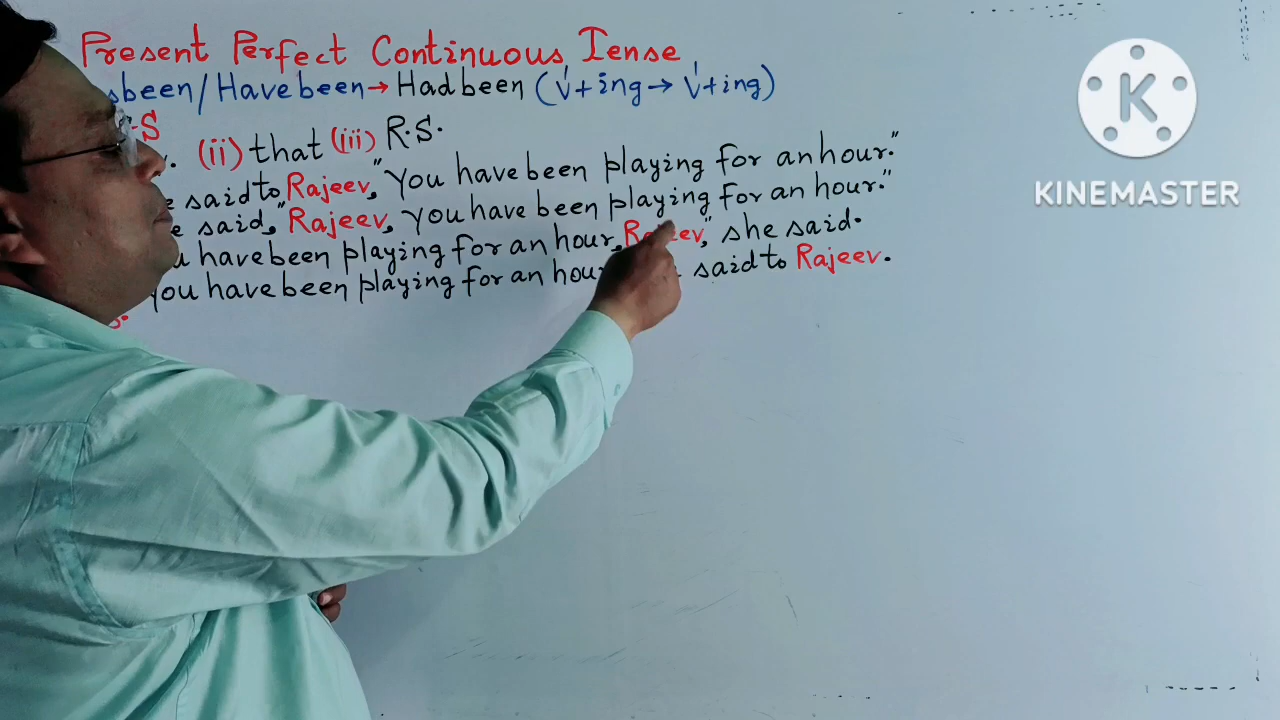 Present Perfect Continuous Tense
been/Have been → Had been (V¹+ing → V¹+ing)
S
(ii) that (iii) R.S.
said to Rajeev, "You have been playing for an hour."
said, "Rajeev, you have been playing for an hour."
have been playing for an hour, Rajeev," she said.
You have been playing for an hour said to Rajeev.
K
KINEMASTER